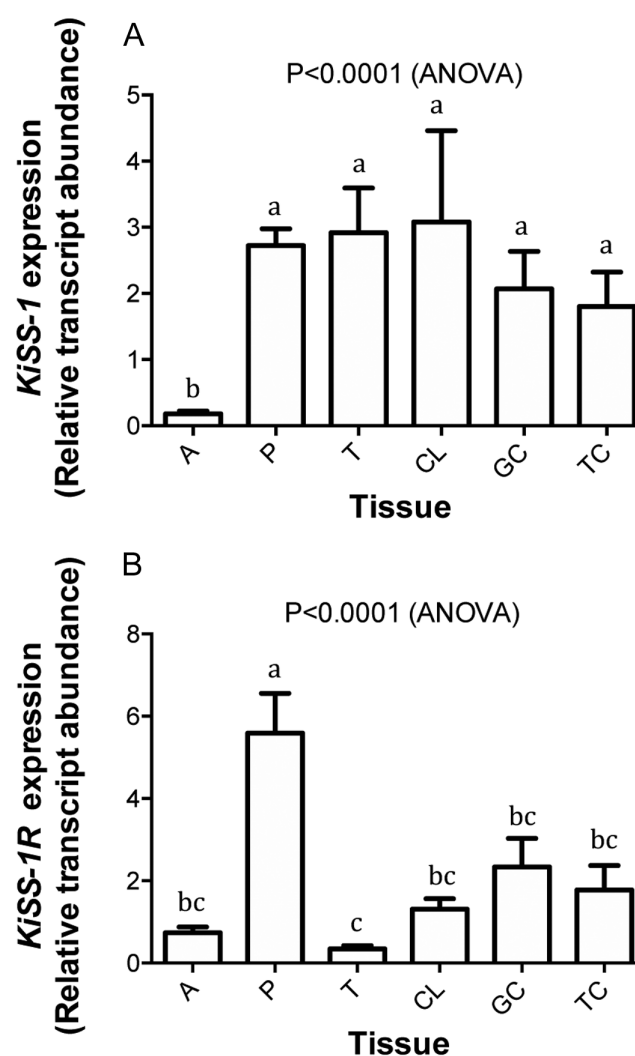 A
P<0.0001 (ANOVA)
KiSS-1 expression
(Relative transcript abundance)
5
4
3
2
1
0
b
a
a
a
a
a
A
P
T
CL
GC
TC
Tissue
B
P<0.0001 (ANOVA)
KiSS-1R expression
(Relative transcript abundance)
8
6
4
2
0
bc
a
c
bc
bc
bc
A
P
T
CL
GC
TC
Tissue